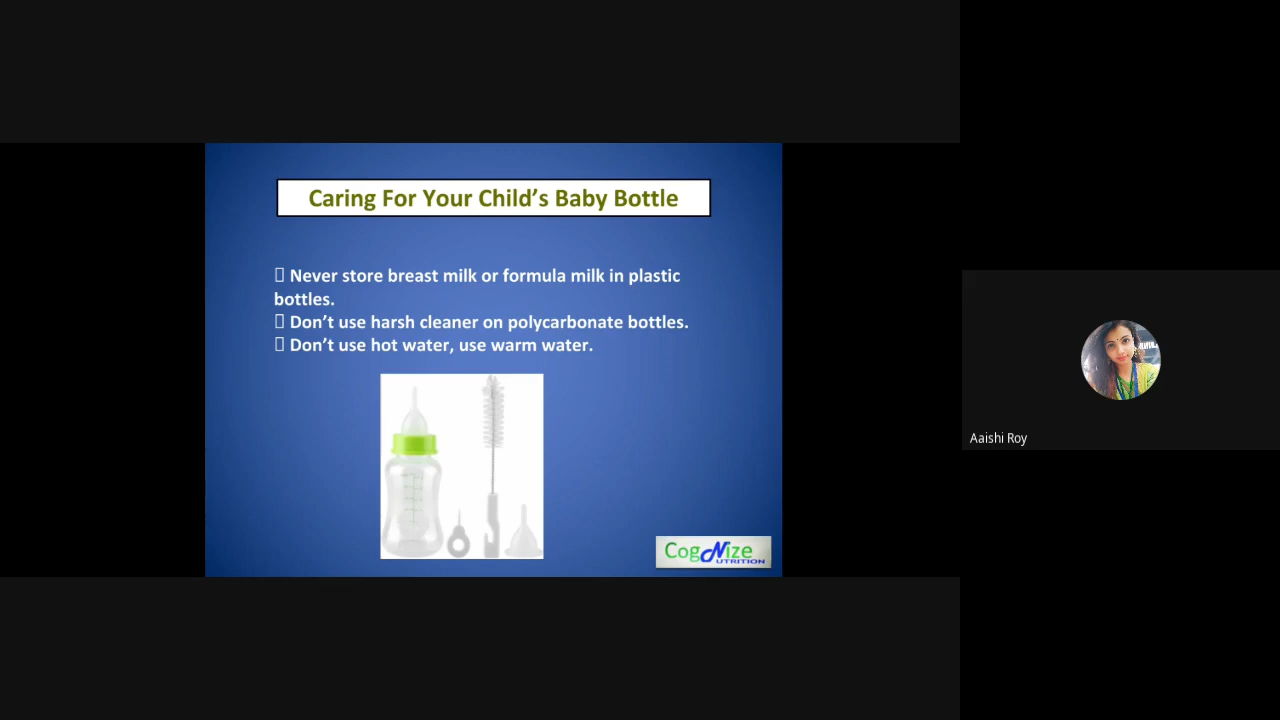 Caring For Your Child’s Baby Bottle
▯ Never store breast milk or formula milk in plastic
bottles.
▯ Don’t use harsh cleaner on polycarbonate bottles.
▯ Don’t use hot water, use warm water.
CogNize
UTRITION
Aaishi Roy